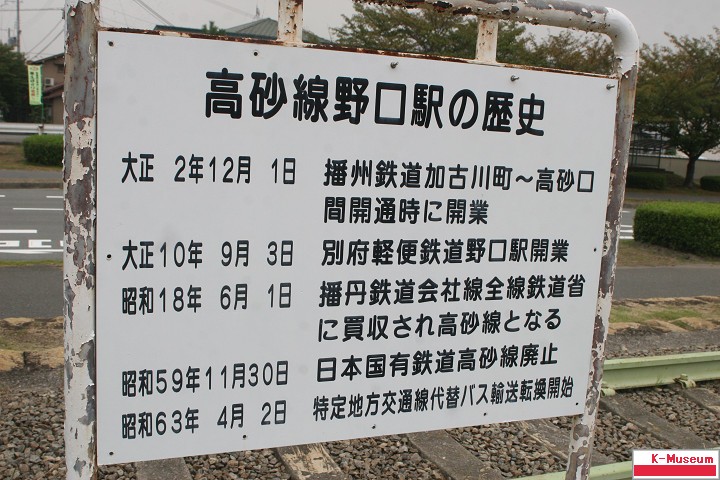 高砂線野口駅の歴史
大正 2年12月 1日 播州鉄道加古川町～高砂口
間開通時に開業
大正10年 9月 3日 別府軽便鉄道野口駅開業
昭和18年 6月 1日 播丹鉄道会社線全線鉄道省
に買収され高砂線となる
昭和59年11月30日 日本国有鉄道高砂線廃止
昭和63年 4月 2日 特定地方交通線代替バス輸送転換開始
K-Museum